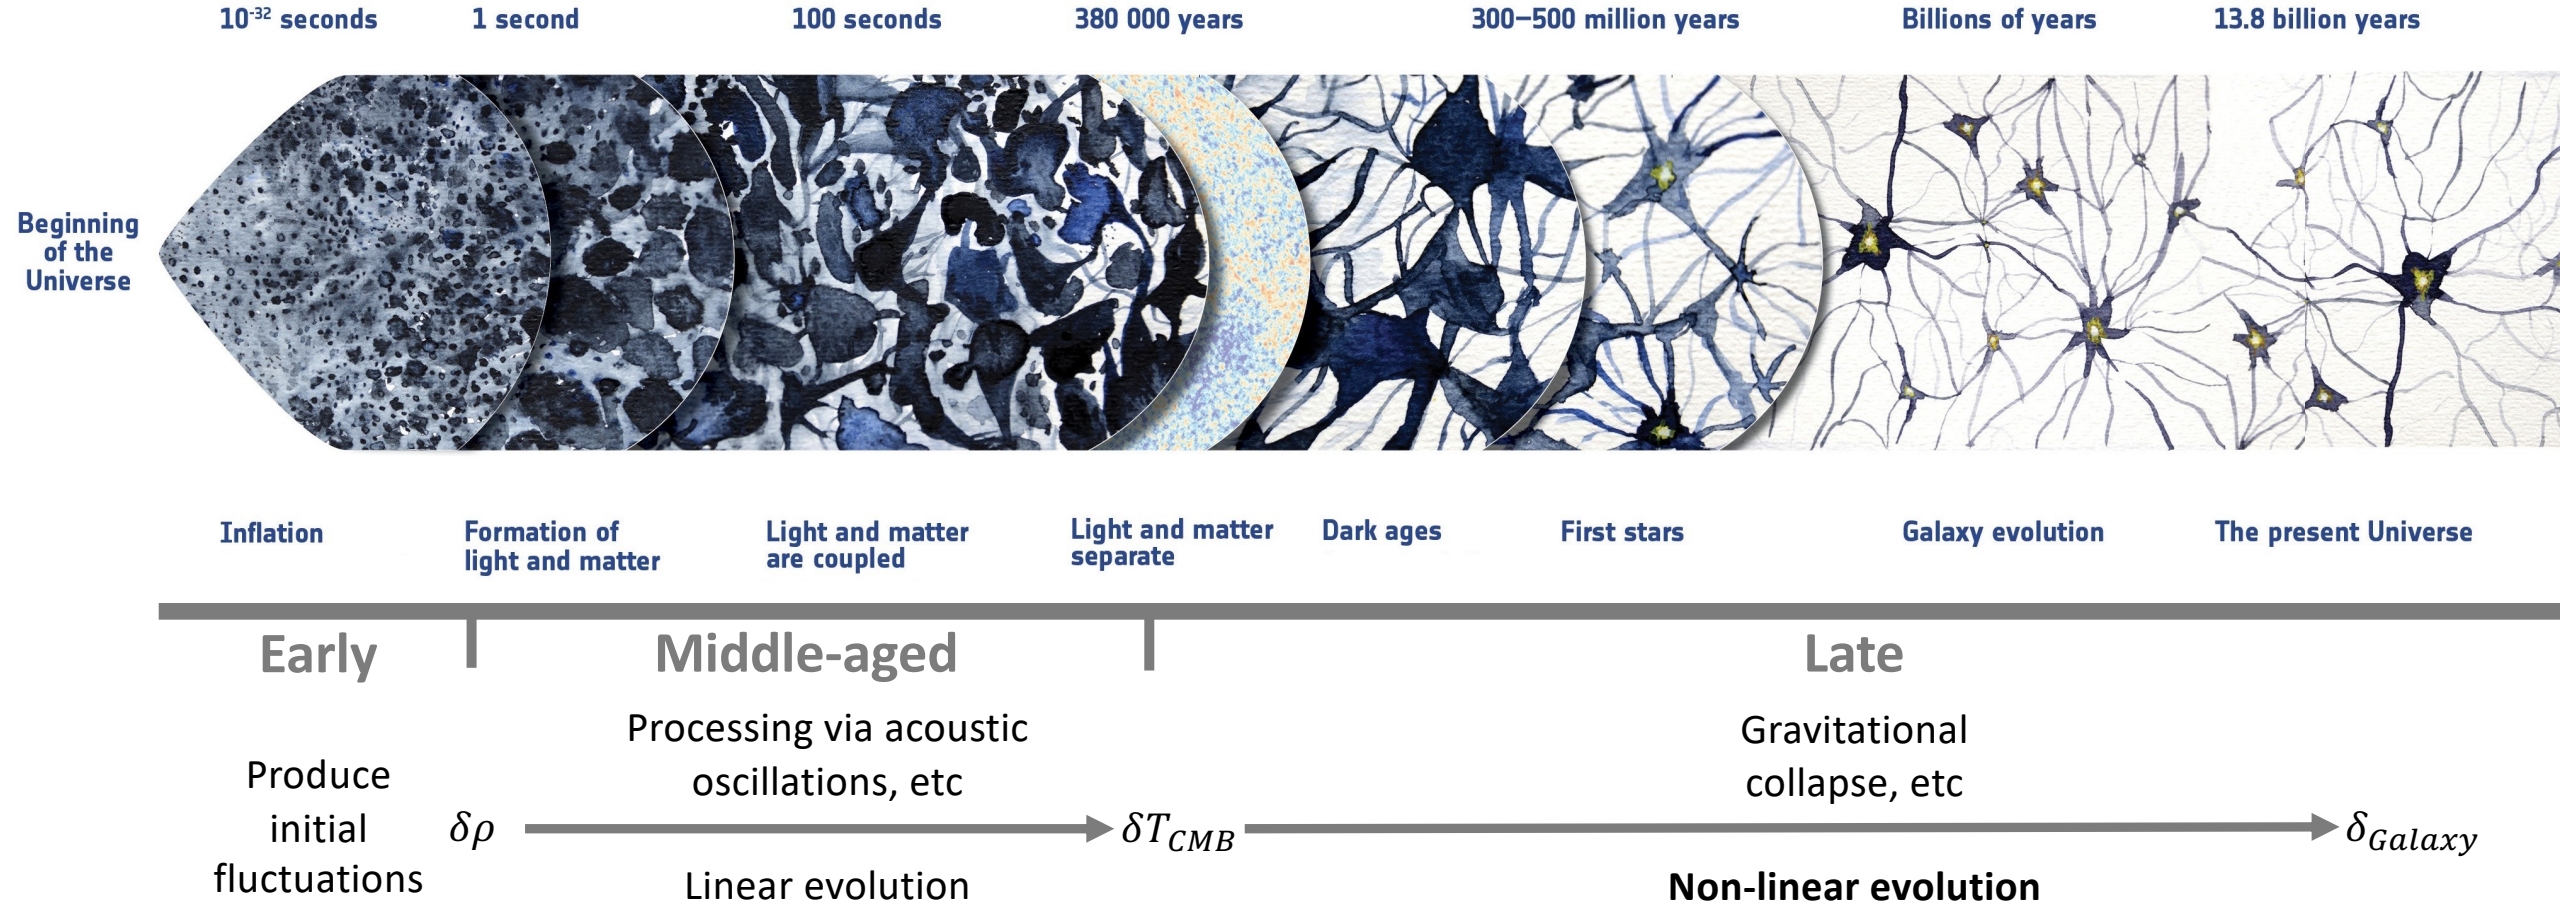 10⁻³² seconds
1 second
100 seconds
380 000 years
300–500 million years
Billions of years
13.8 billion years
Beginning
of the
Universe
Inflation
Formation of
light and matter
Light and matter
are coupled
Light and matter
separate
Dark ages
First stars
Galaxy evolution
The present Universe
Early
Middle-aged
Late
Produce
initial
fluctuations
δρ
Processing via acoustic
oscillations, etc
Linear evolution
δT_CMB
Gravitational
collapse, etc
Non-linear evolution
δ_Galaxy